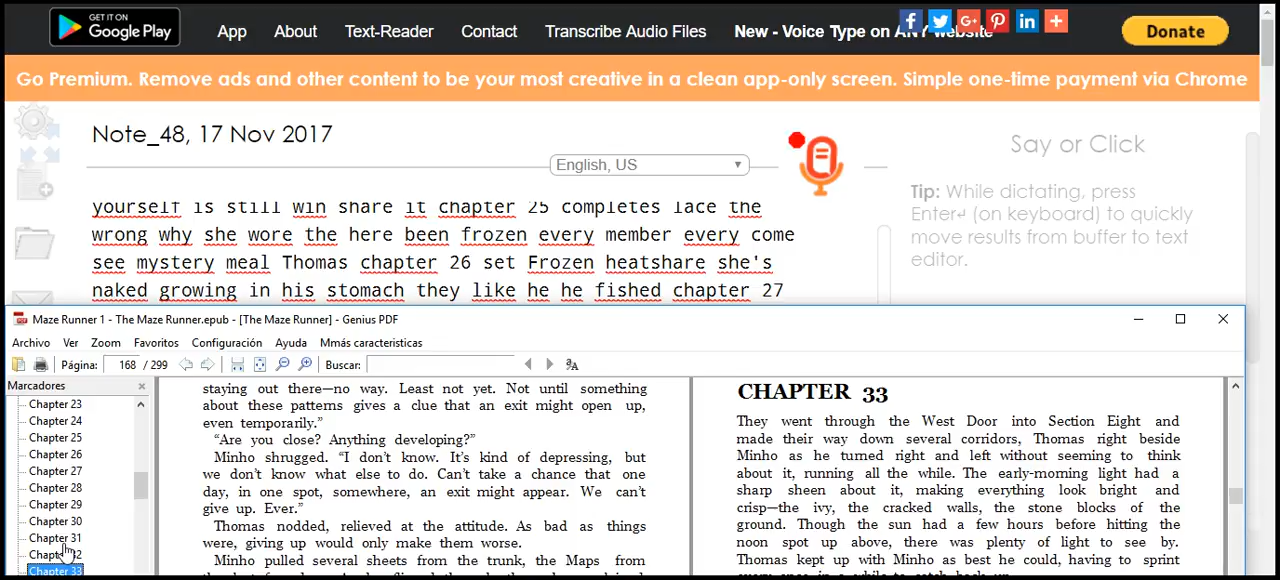 GET IT ON
Google Play
App
About
Text-Reader
Contact
Transcribe Audio Files
New - Voice Type on ANY website
Donate
Go Premium. Remove ads and other content to be your most creative in a clean app-only screen. Simple one-time payment via Chrome
Note_48, 17 Nov 2017
English, US
yourself is still win share it chapter 25 completes lace the
wrong why she wore the here been frozen every member every come
see mystery meal Thomas chapter 26 set Frozen heatshare she's
naked growing in his stomach they like he he fished chapter 27
Say or Click
Tip: While dictating, press
Enter↵ (on keyboard) to quickly
move results from buffer to text
editor.
Maze Runner 1 - The Maze Runner.epub - [The Maze Runner] - Genius PDF
Archivo Ver Zoom Favoritos Configuración Ayuda Mmás características
Página: 168 / 299
Buscar:
Marcadores
Chapter 23
Chapter 24
Chapter 25
Chapter 26
Chapter 27
Chapter 28
Chapter 29
Chapter 30
Chapter 31
Chapter 33
staying out there—no way. Least not yet. Not until something
about these patterns gives a clue that an exit might open up,
even temporarily.”
“Are you close? Anything developing?”
Minho shrugged. “I don’t know. It’s kind of depressing, but
we don’t know what else to do. Can’t take a chance that one
day, in one spot, somewhere, an exit might appear. We can’t
give up. Ever.”
Thomas nodded, relieved at the attitude. As bad as things
were, giving up would only make them worse.
Minho pulled several sheets from the trunk, the Maps from
CHAPTER 33
They went through the West Door into Section Eight and
made their way down several corridors, Thomas right beside
Minho as he turned right and left without seeming to think
about it, running all the while. The early-morning light had a
sharp sheen about it, making everything look bright and
crisp—the ivy, the cracked walls, the stone blocks of the
ground. Though the sun had a few hours before hitting the
noon spot up above, there was plenty of light to see by.
Thomas kept up with Minho as best he could, having to sprint